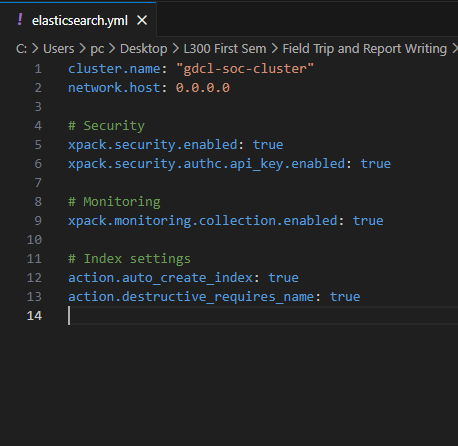 ! elasticsearch.yml ×
C: > Users > pc > Desktop > L300 First Sem > Field Trip and Report Writing >
1 cluster.name: "gdcl-soc-cluster"
2 network.host: 0.0.0.0
3
4 # Security
5 xpack.security.enabled: true
6 xpack.security.authc.api_key.enabled: true
7
8 # Monitoring
9 xpack.monitoring.collection.enabled: true
10
11 # Index settings
12 action.auto_create_index: true
13 action.destructive_requires_name: true
14